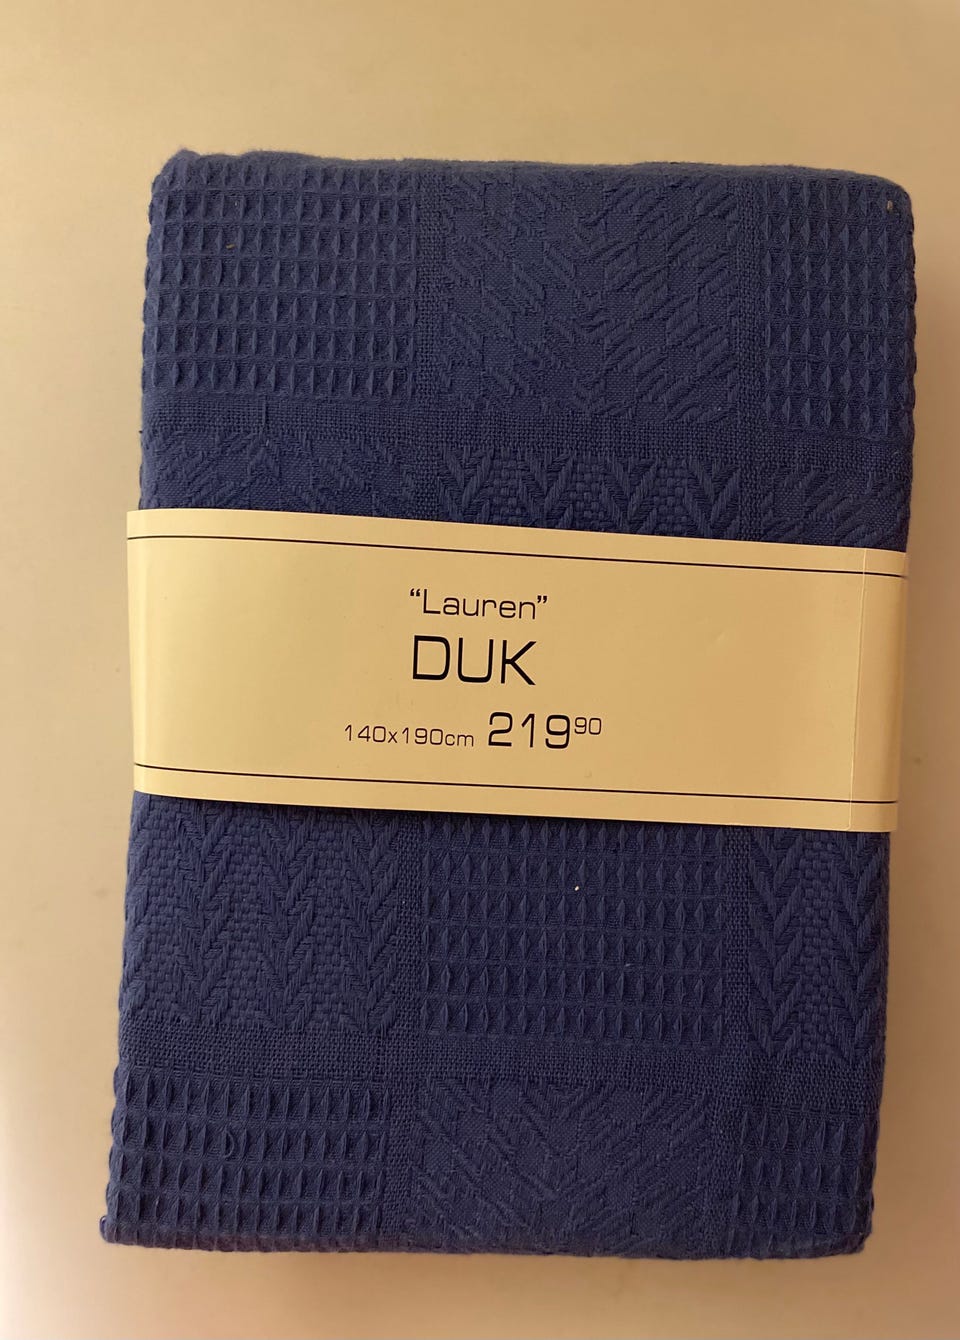 “Lauren”
DUK
140x190cm 219⁹⁰